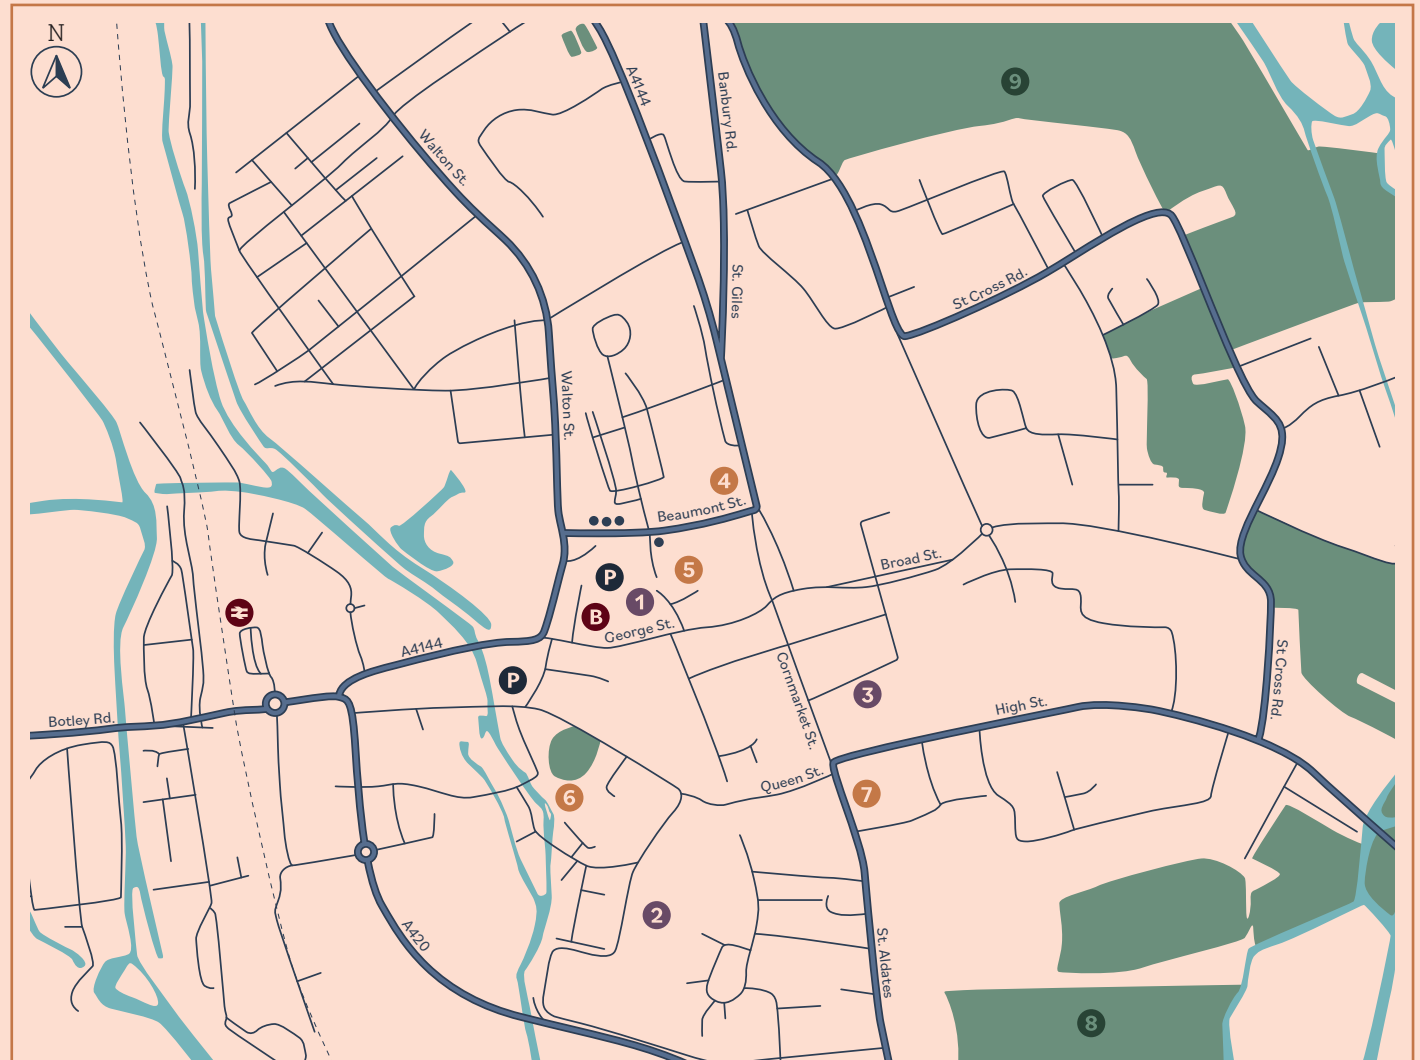 N
9
A4144
Banbury Rd.
Walton St.
St. Giles
St Cross Rd.
Walton St.
4
Beaumont St.
5
Broad St.
P
1
B
George St.
A4144
P
Cornmarket St.
3
St Cross Rd.
High St.
Botley Rd.
Queen St.
6
7
2
A420
St. Aldates
8